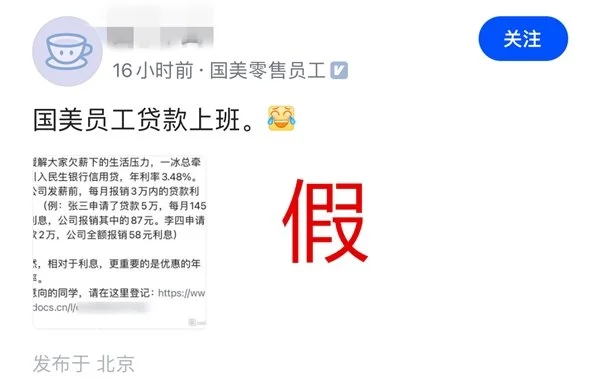 关注
16 小时前 · 国美零售员工
国美员工贷款上班。
缓解大家欠薪下的生活压力，一冰总牵
引入民生银行信用贷，年利率3.48%。
公司发薪前，每月报销3万内的贷款利
（例：张三申请了贷款5万，每月145
利息，公司报销其中的87元。李四申请
款2万，公司全额报销58元利息）
然，相对于利息，更重要的是优惠的年
率。
意向的同学，请在这里登记：https://ww
docs.cn/l/
假
发布于 北京